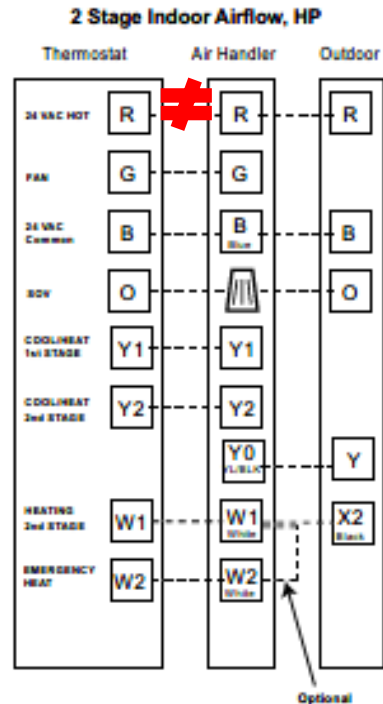 2 Stage Indoor Airflow, HP
Thermostat Air Handler Outdoor
24 VAC HOT R ≠ R R
FAN G G
24 VAC
Common B B Blue B
SOV O O
COOL/HEAT
1st STAGE Y1 Y1
COOL/HEAT
2nd STAGE Y2 Y2
Y0 Y
YL/BLK
HEATING
2nd STAGE W1 W1 White X2 Black
EMERGENCY
HEAT W2 W2 White
Optional